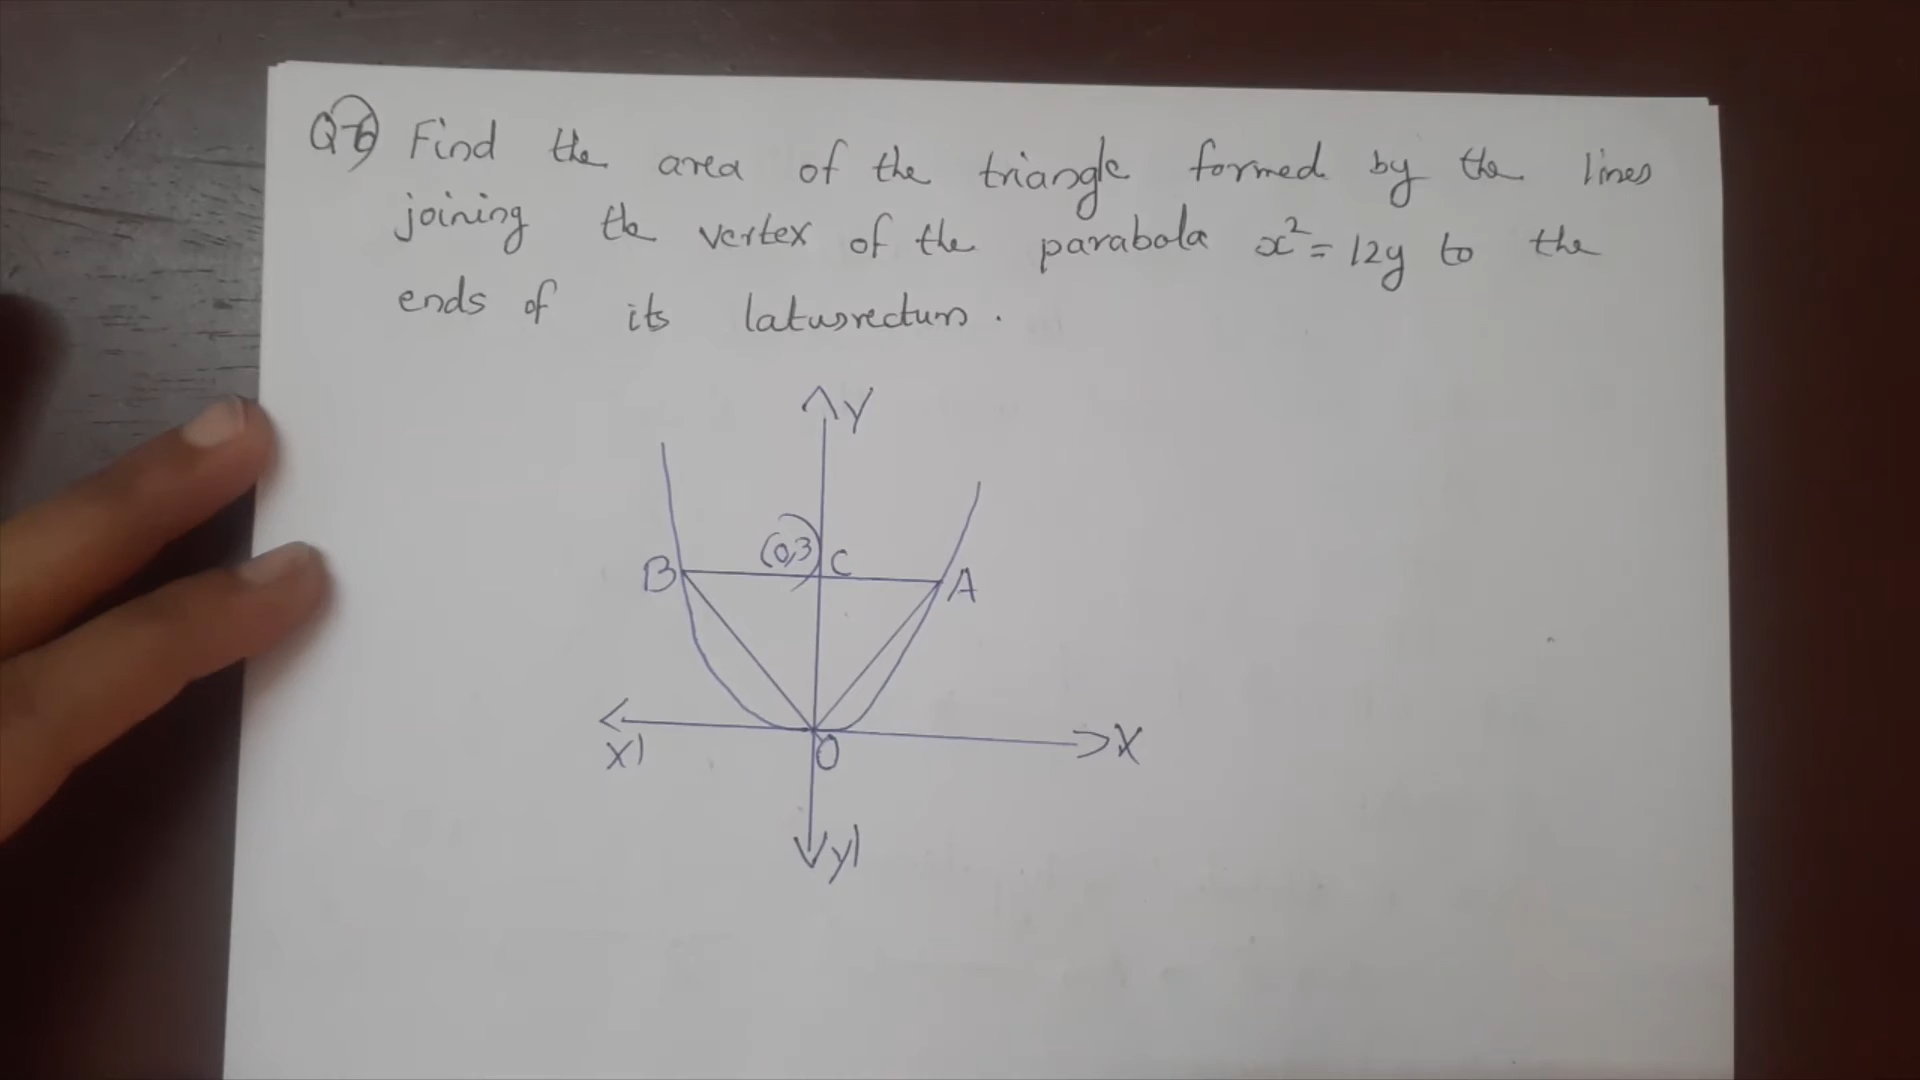 Q-6) Find the area of the triangle formed by the lines
joining the vertex of the parabola x² = 12y to the
ends of its latusrectum.
Y
(0,3)
C
B
A
X'
O
X
Y'